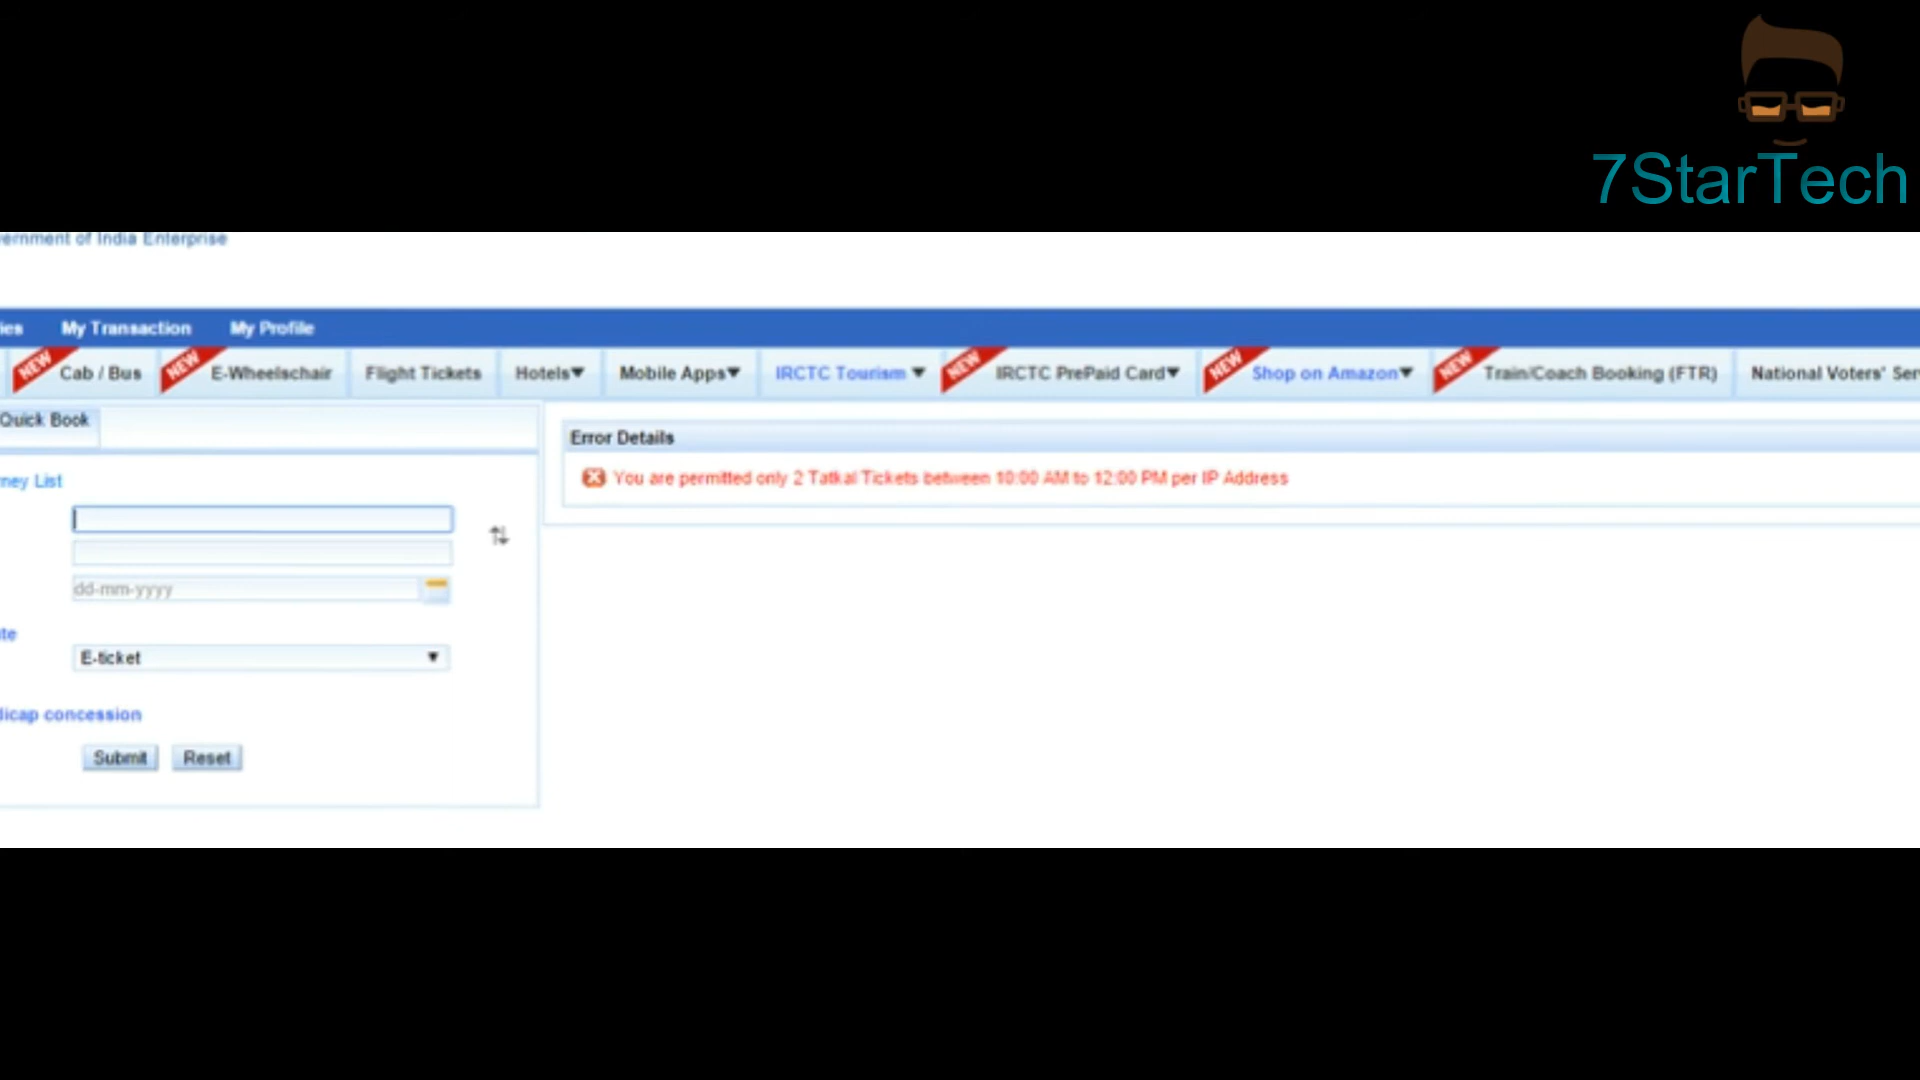 7StarTech
ernment of India Enterprise
ies My Transaction My Profile
NEW Cab / Bus NEW E-Wheelschair Flight Tickets Hotels▼ Mobile Apps▼ IRCTC Tourism ▼ NEW IRCTC PrePaid Card▼ NEW Shop on Amazon▼ NEW Train/Coach Booking (FTR) National Voters' Ser
Quick Book
Error Details
You are permitted only 2 Tatkal Tickets between 10:00 AM to 12:00 PM per IP Address
ney List
dd-mm-yyyy
te
E-ticket ▼
icap concession
Submit Reset